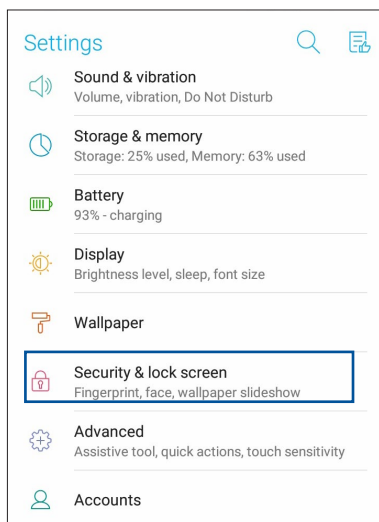 Settings
Sound & vibration
Volume, vibration, Do Not Disturb
Storage & memory
Storage: 25% used, Memory: 63% used
Battery
93% - charging
Display
Brightness level, sleep, font size
Wallpaper
Security & lock screen
Fingerprint, face, wallpaper slideshow
Advanced
Assistive tool, quick actions, touch sensitivity
Accounts